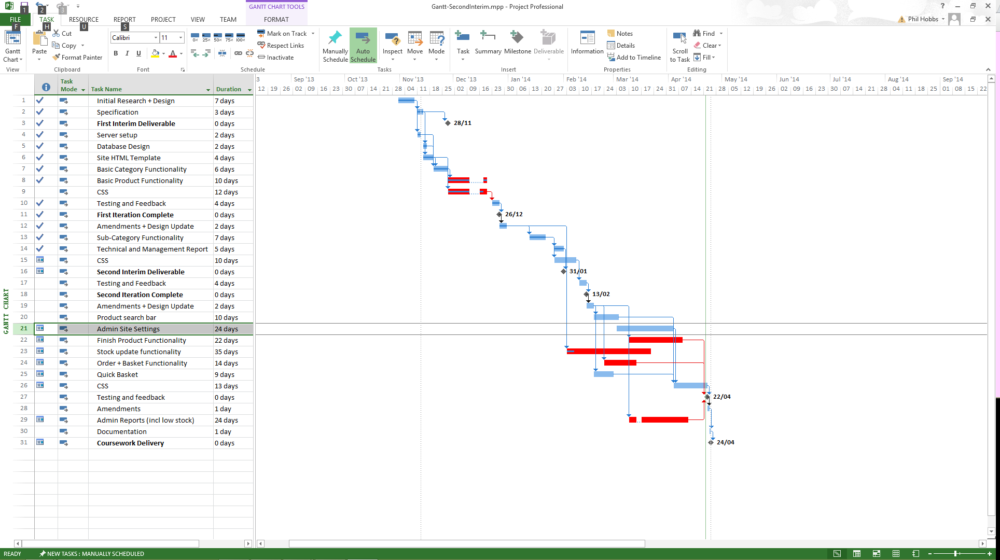 1 2 3 GANTT CHART TOOLS Gantt-SecondInterim.mpp - Project Professional ?
FILE TASK RESOURCE REPORT PROJECT VIEW TEAM FORMAT Phil Hobbs
F H U S
Gantt Chart
Paste
Cut
Copy
Format Painter
Calibri 11
B I U A
0% 25% 50% 75% 100%
Mark on Track
Respect Links
Inactivate
Manually Schedule
Auto Schedule
Inspect
Move
Mode
Task
Summary
Milestone
Deliverable
Information
Notes
Details
Add to Timeline
Scroll to Task
Find
Clear
Fill
View Clipboard Font Schedule Tasks Insert Properties Editing
Task Mode Task Name Duration
3 Sep '13 Oct '13 Nov '13 Dec '13 Jan '14 Feb '14 Mar '14 Apr '14 May '14 Jun '14 Jul '14 Aug '14 Sep '14
12 19 26 02 09 16 23 30 07 14 21 28 04 11 18 25 02 09 16 23 30 06 13 20 27 03 10 17 24 03 10 17 24 31 07 14 21 28 05 12 19 26 02 09 16 23 30 07 14 21 28 04 11 18 25 01 08 15 22
1 Initial Research + Design 7 days
2 Specification 3 days
3 First Interim Deliverable 0 days 28/11
4 Server setup 2 days
5 Database Design 2 days
6 Site HTML Template 4 days
7 Basic Category Functionality 6 days
8 Basic Product Functionality 10 days
9 CSS 12 days
10 Testing and Feedback 4 days
11 First Iteration Complete 0 days 26/12
12 Amendments + Design Update 2 days
13 Sub-Category Functionality 7 days
14 Technical and Management Report 5 days
15 CSS 10 days
16 Second Interim Deliverable 0 days 31/01
17 Testing and Feedback 4 days
18 Second Iteration Complete 0 days 13/02
19 Amendments + Design Update 2 days
20 Product search bar 10 days
21 Admin Site Settings 24 days
22 Finish Product Functionality 22 days
23 Stock update functionality 35 days
24 Order + Basket Functionality 14 days
25 Quick Basket 9 days
26 CSS 13 days
27 Testing and feedback 0 days 22/04
28 Amendments 1 day
29 Admin Reports (incl low stock) 24 days
30 Documentation 1 day
31 Coursework Delivery 0 days 24/04
GANTT CHART
READY NEW TASKS : MANUALLY SCHEDULED